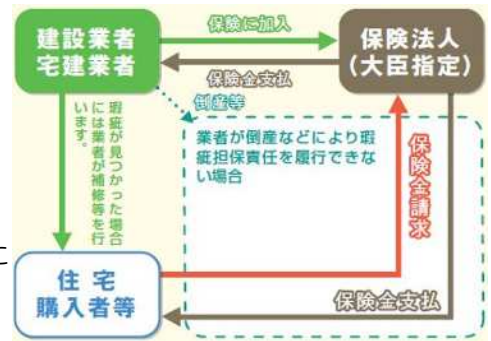 建設業者
宅建業者
保険に加入
保険法人
(大臣指定)
保険金支払
倒産等
瑕疵が見つかった場合
には業者が補修等を行
います。
業者が倒産などにより瑕
疵担保責任を履行できな
い場合
保険金請求
に
住宅
購入者等
保険金支払